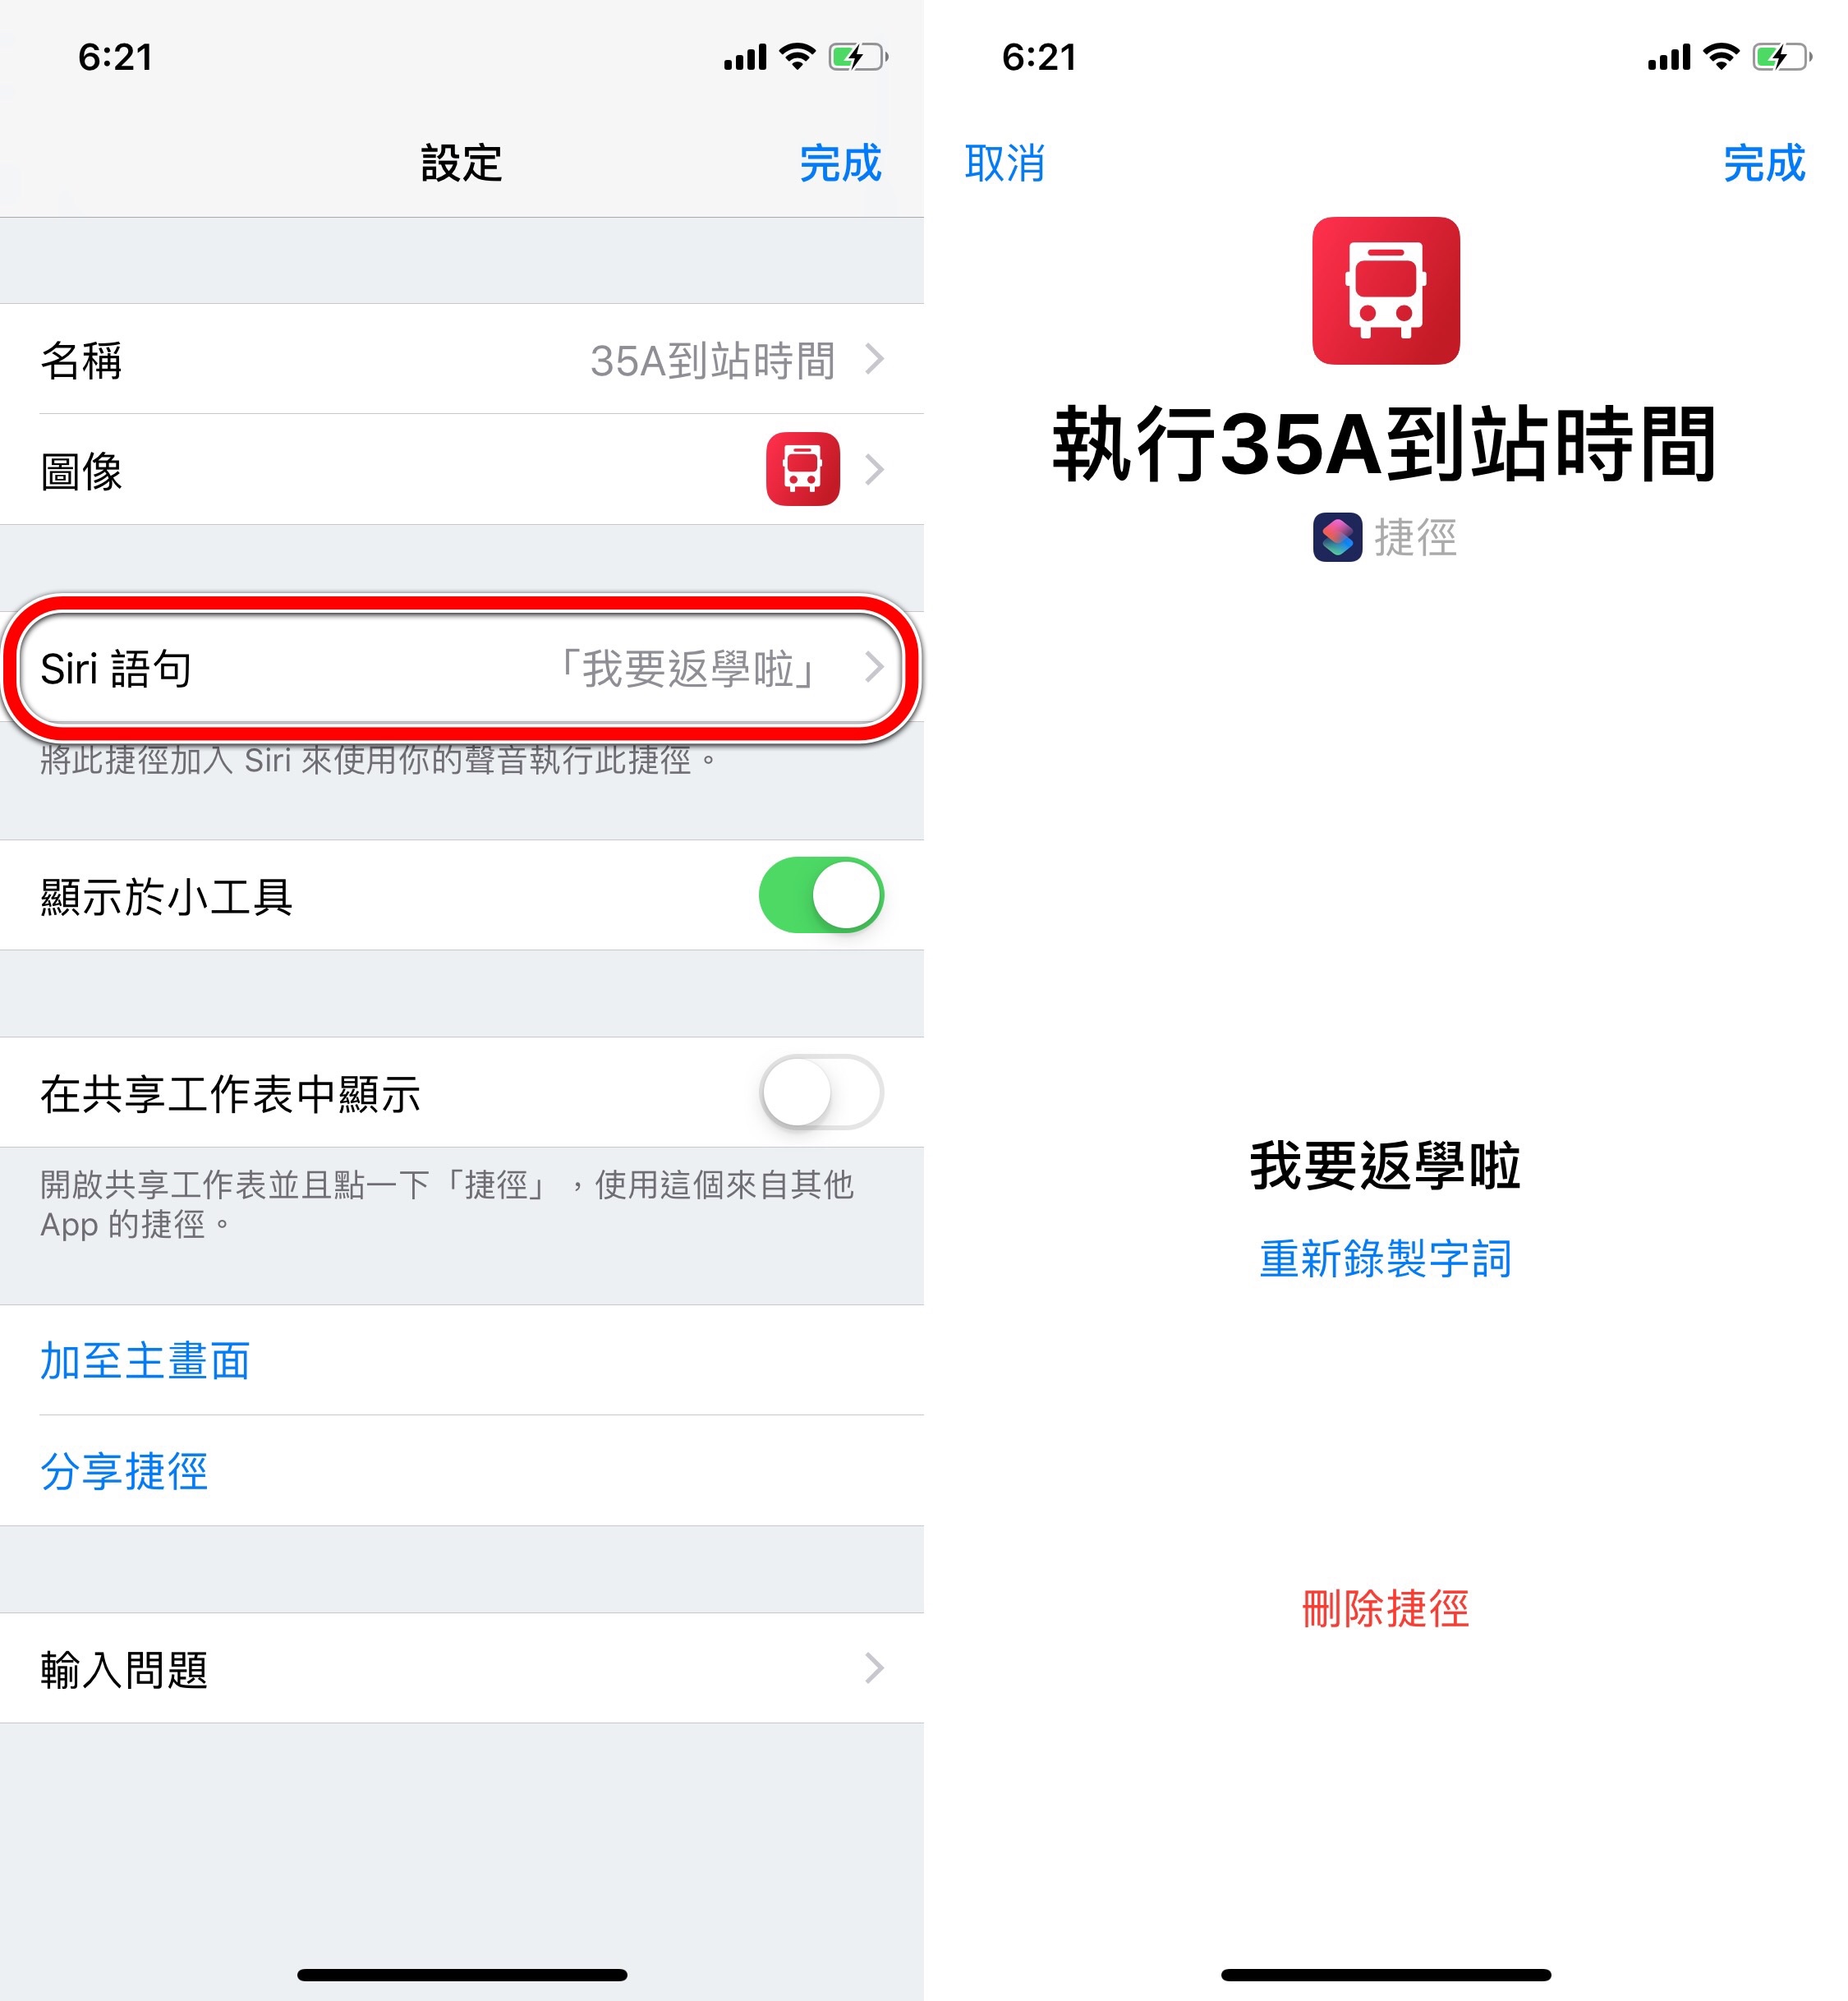 6:21
設定
完成
名稱
35A到站時間
圖像
Siri 語句
「我要返學啦」
將此捷徑加入 Siri 來使用你的聲音執行此捷徑。
顯示於小工具
在共享工作表中顯示
開啟共享工作表並且點一下「捷徑」，使用這個來自其他
App 的捷徑。
加至主畫面
分享捷徑
輸入問題
6:21
取消
完成
執行35A到站時間
捷徑
我要返學啦
重新錄製字詞
刪除捷徑